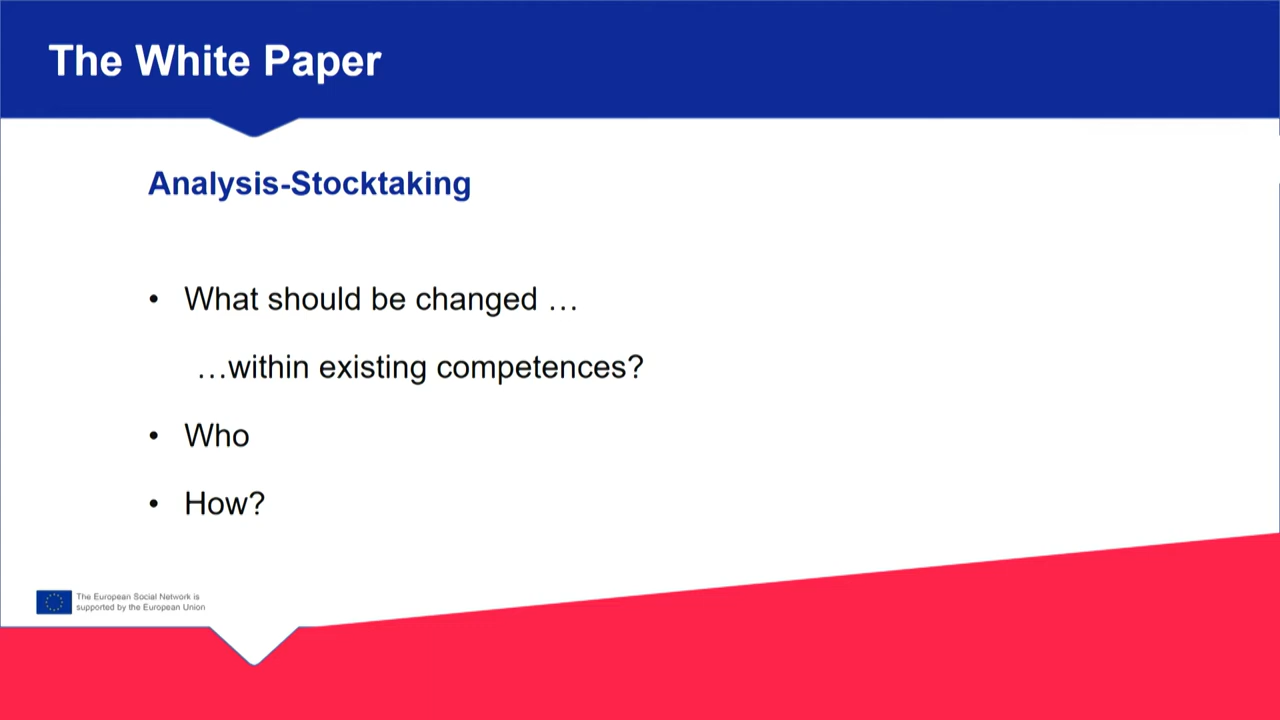 The White Paper
Analysis-Stocktaking
• What should be changed …
…within existing competences?
• Who
• How?
The European Social Network is
supported by the European Union